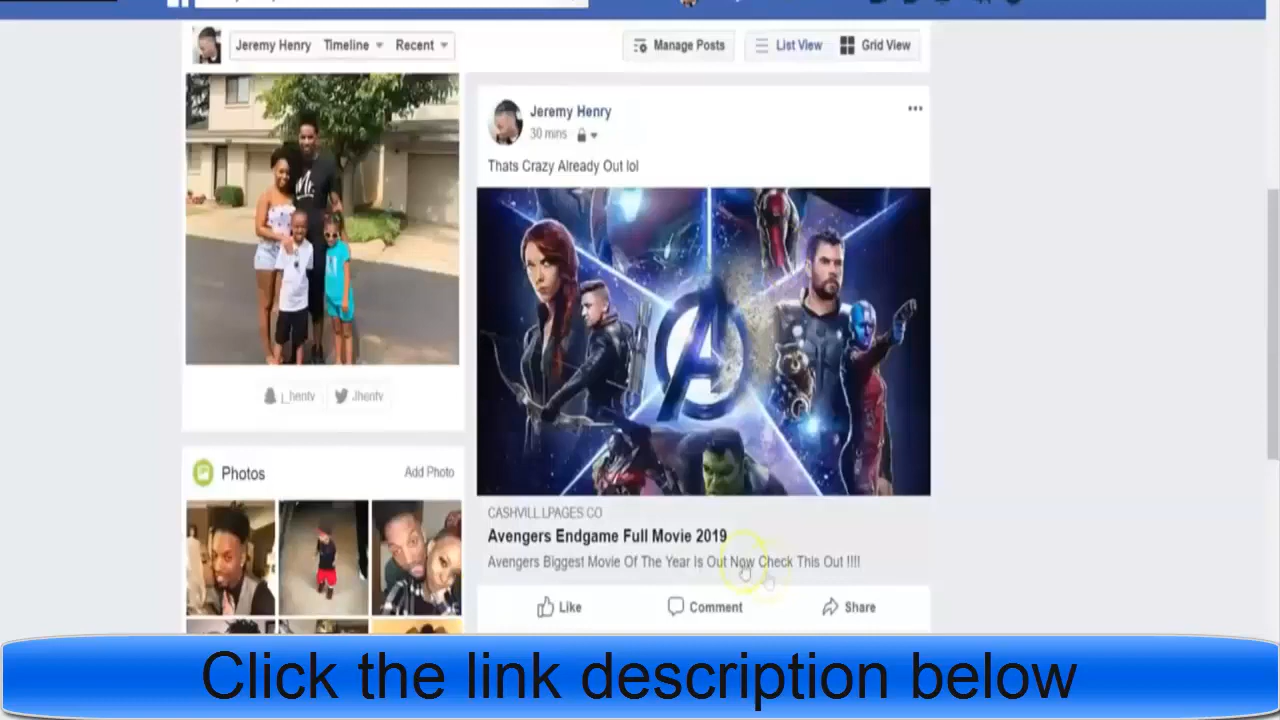 Jeremy Henry Timeline Recent
Manage Posts
List View
Grid View
Jeremy Henry
30 mins
Thats Crazy Already Out lol
A
CASHVILL.LPAGES.CO
Avengers Endgame Full Movie 2019
Avengers Biggest Movie Of The Year Is Out Now Check This Out !!!!
Like Comment Share
Photos Add Photo
Click the link description below